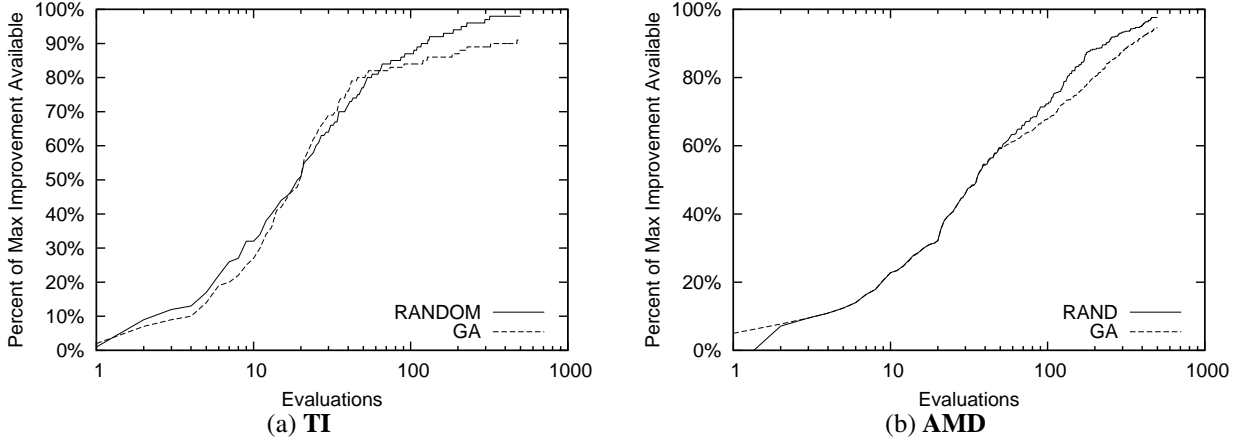 Percent of Max Improvement Available
100%
90%
80%
70%
60%
50%
40%
30%
20%
10%
0%
1
10
100
1000
Evaluations
RANDOM
GA
(a) TI
Percent of Max Improvement Available
100%
80%
60%
40%
20%
0%
1
10
100
1000
Evaluations
RAND
GA
(b) AMD